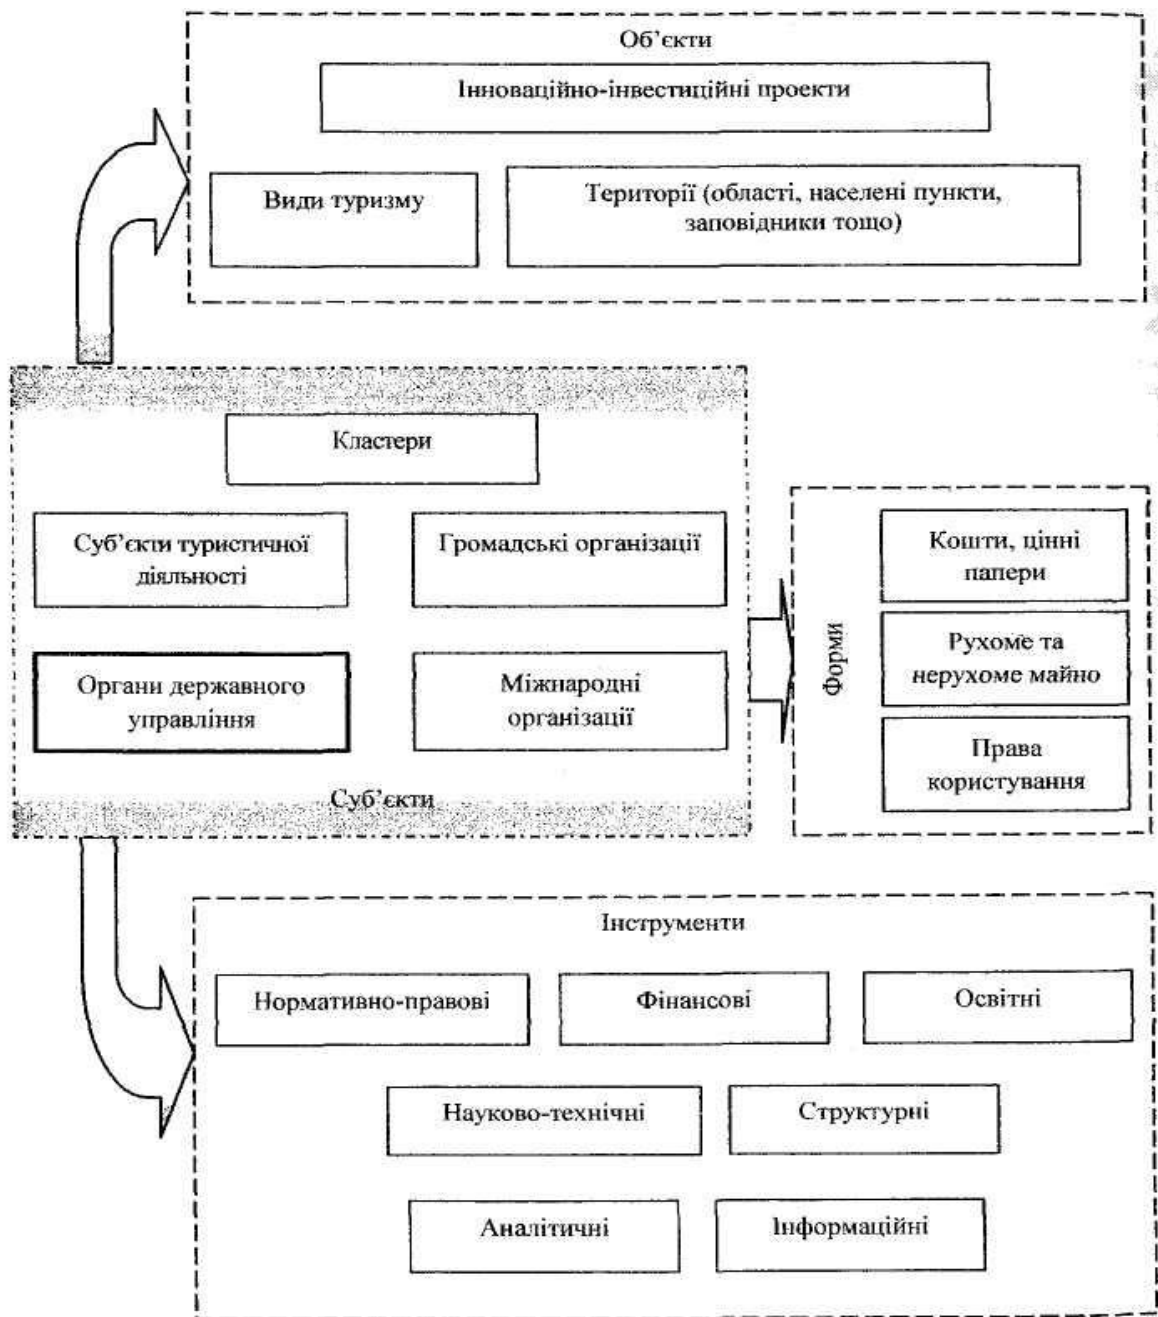 Об’єкти
Інноваційно-інвестиційні проекти
Види туризму
Території (області, населені пункти,
заповідники тощо)
Кластери
Суб’єкти туристичної
діяльності
Громадські організації
Органи державного
управління
Міжнародні
організації
Суб’єкти
Форми
Кошти, цінні
папери
Рухоме та
нерухоме майно
Права
користування
Інструменти
Нормативно-правові
Фінансові
Освітні
Науково-технічні
Структурні
Аналітичні
Інформаційні